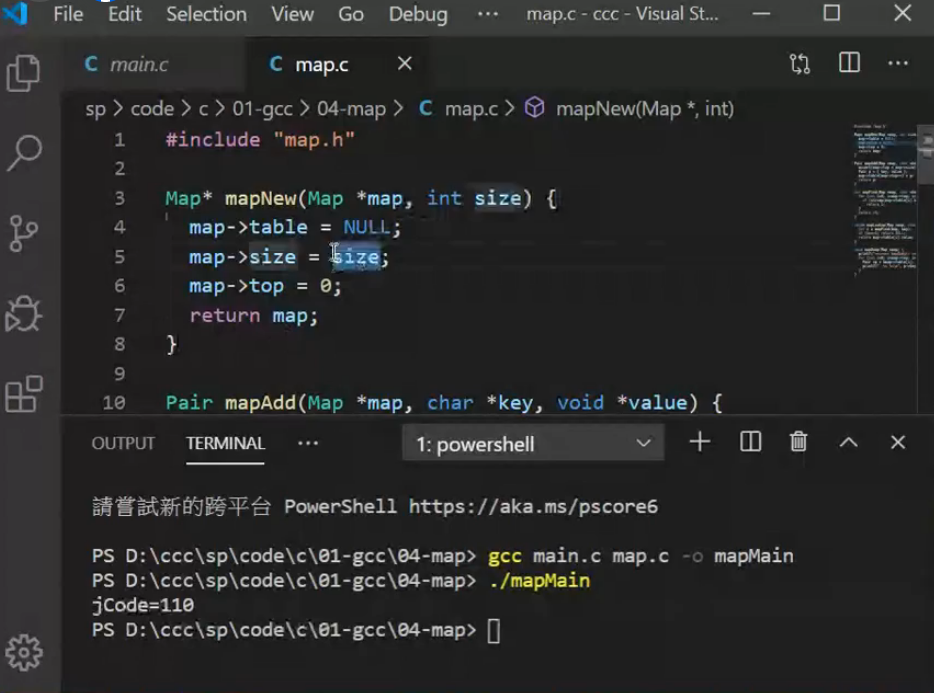 File Edit Selection View Go Debug ... map.c - ccc - Visual St...
C main.c C map.c
sp > code > c > 01-gcc > 04-map > C map.c > mapNew(Map *, int)
1 #include "map.h"
2
3 Map* mapNew(Map *map, int size) {
4 map->table = NULL;
5 map->size = size;
6 map->top = 0;
7 return map;
8 }
9
10 Pair mapAdd(Map *map, char *key, void *value) {
OUTPUT TERMINAL ... 1: powershell
請嘗試新的跨平台 PowerShell https://aka.ms/pscore6
PS D:\ccc\sp\code\c\01-gcc\04-map> gcc main.c map.c -o mapMain
PS D:\ccc\sp\code\c\01-gcc\04-map> ./mapMain
jCode=110
PS D:\ccc\sp\code\c\01-gcc\04-map>